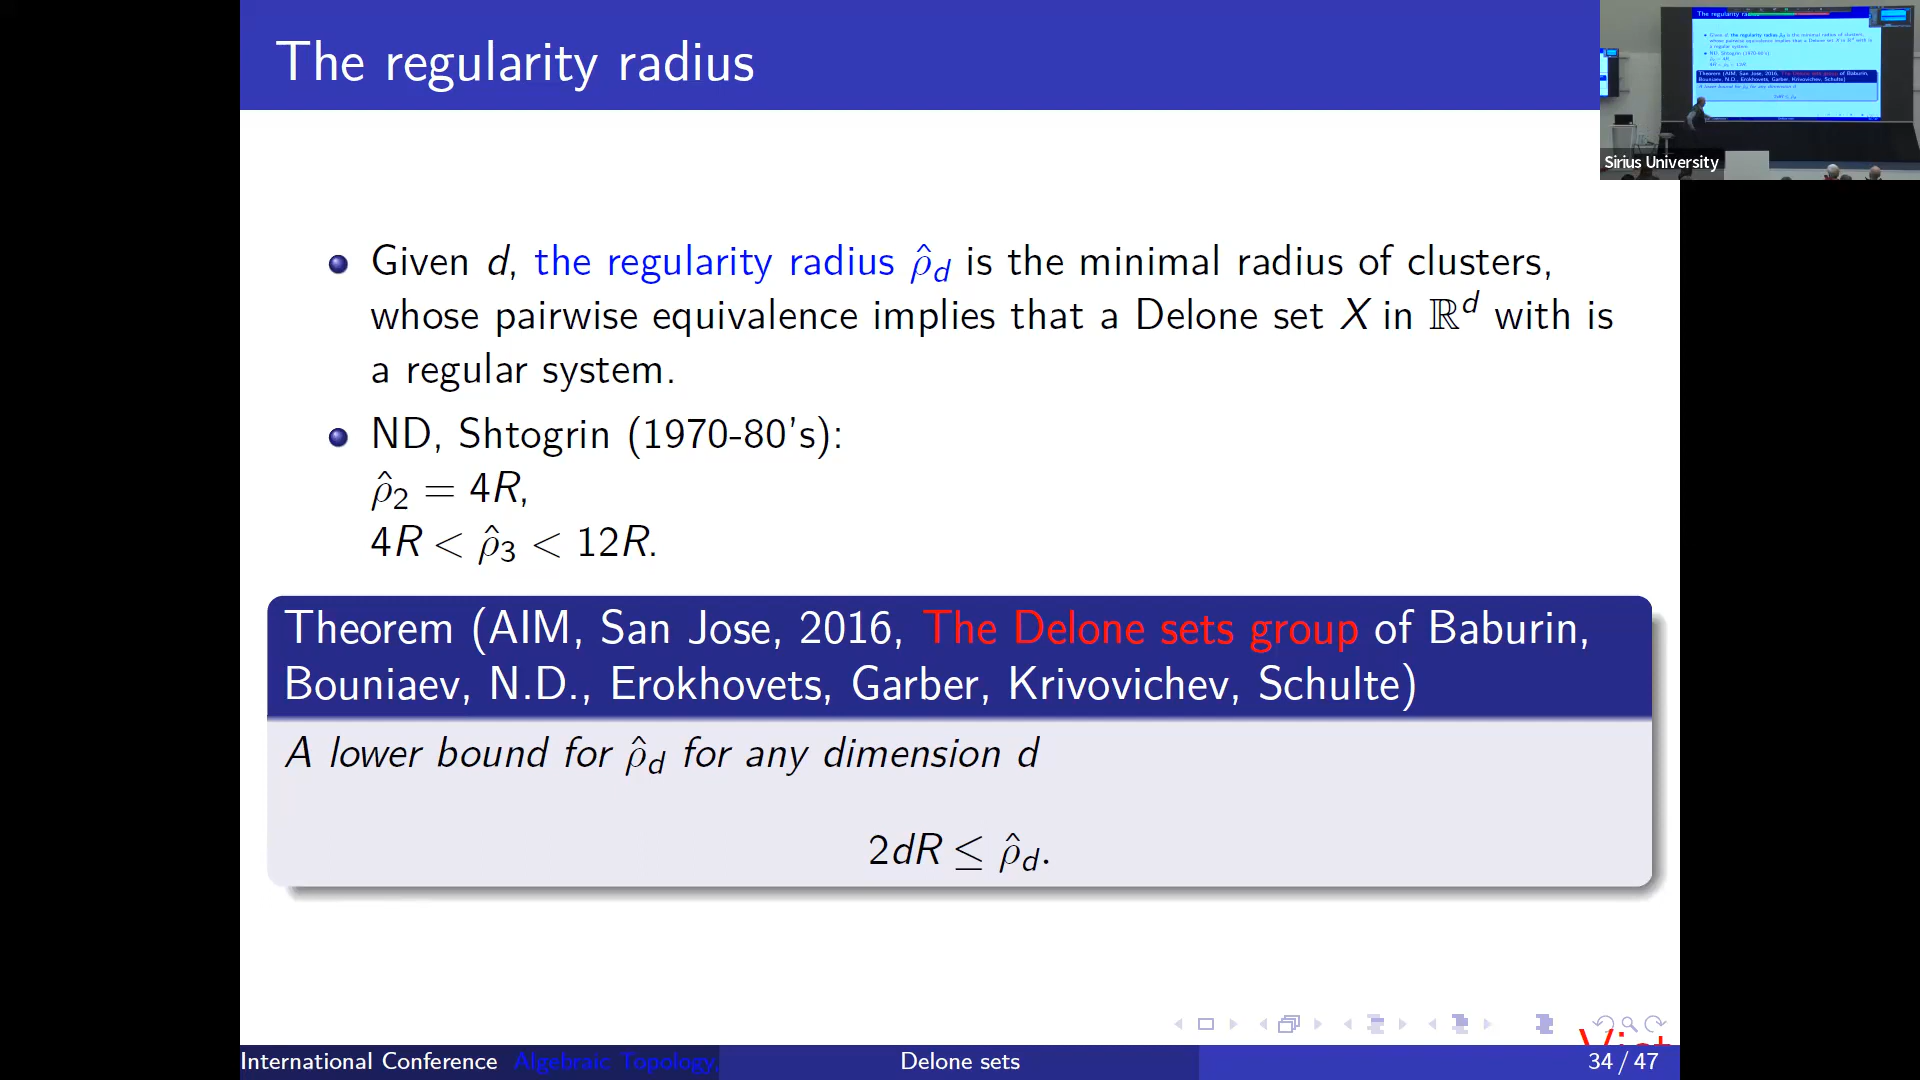 The regularity radius
Sirius University
Given d, the regularity radius ρ̂_d is the minimal radius of clusters,
whose pairwise equivalence implies that a Delone set X in ℝ^d with is
a regular system.
ND, Shtogrin (1970-80's):
ρ̂₂ = 4R,
4R < ρ̂₃ < 12R.
Theorem (AIM, San Jose, 2016, The Delone sets group of Baburin,
Bouniaev, N.D., Erokhovets, Garber, Krivovichev, Schulte)
A lower bound for ρ̂_d for any dimension d
2dR ≤ ρ̂_d.
International Conference Algebraic Topology, Delone sets 34 / 47